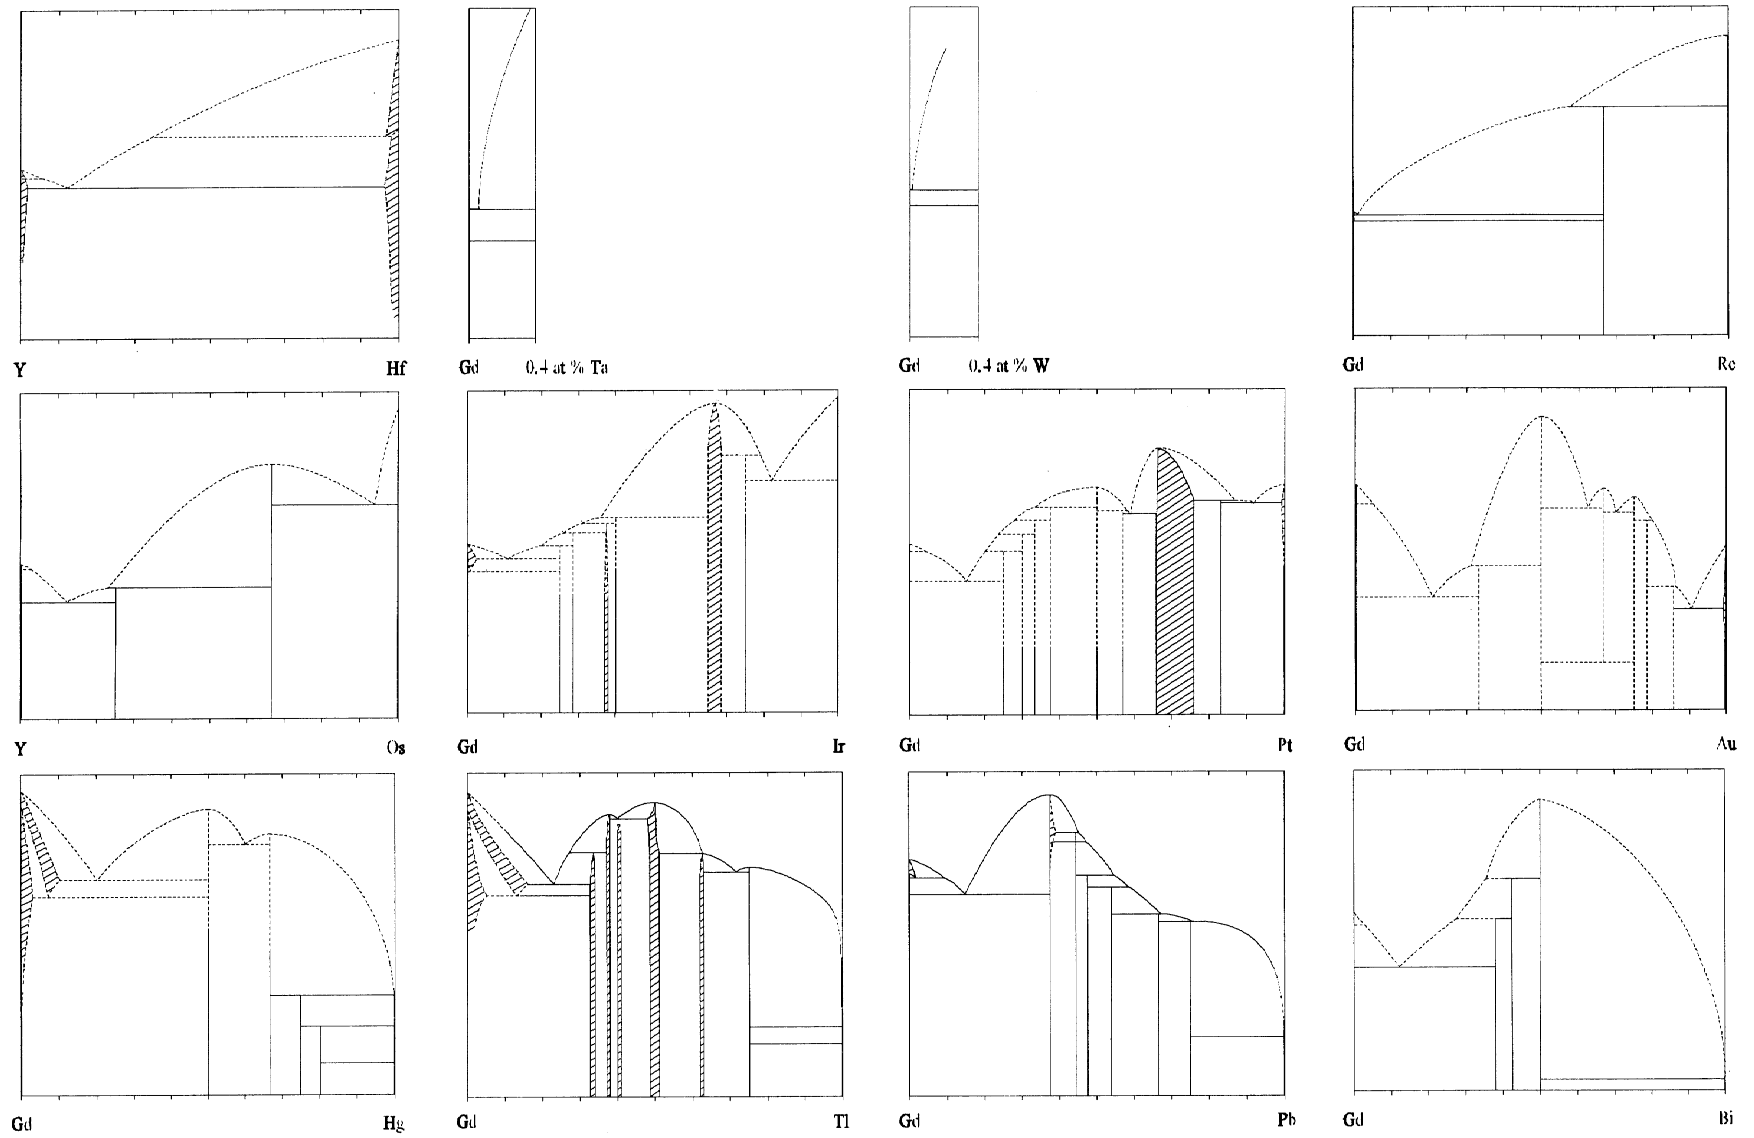 Y Hf Gd 0.4 at % Ta Gd 0.4 at % W Gd Re
Y Os Gd Ir Gd Pt Gd Au
Gd Hg Gd Tl Gd Pb Gd Bi